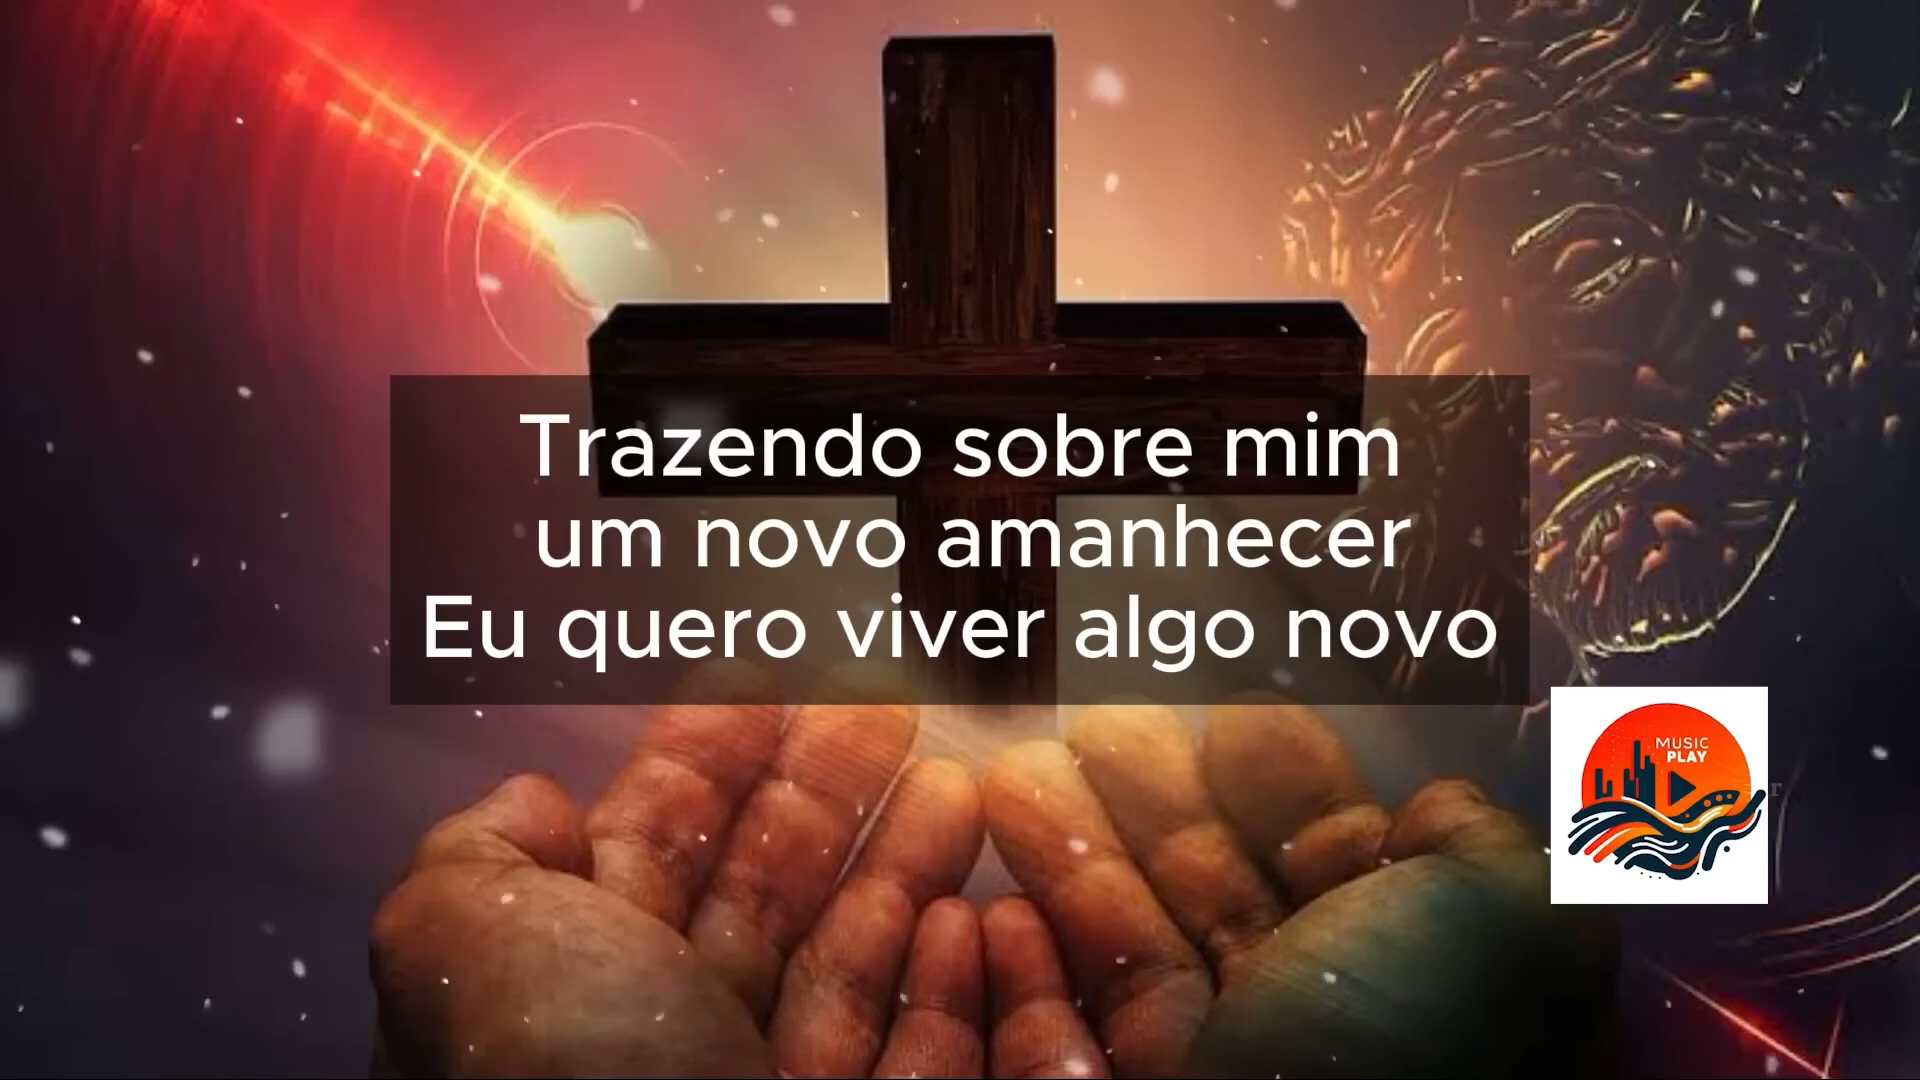 Trazendo sobre mim
um novo amanhecer
Eu quero viver algo novo
MUSIC
PLAY